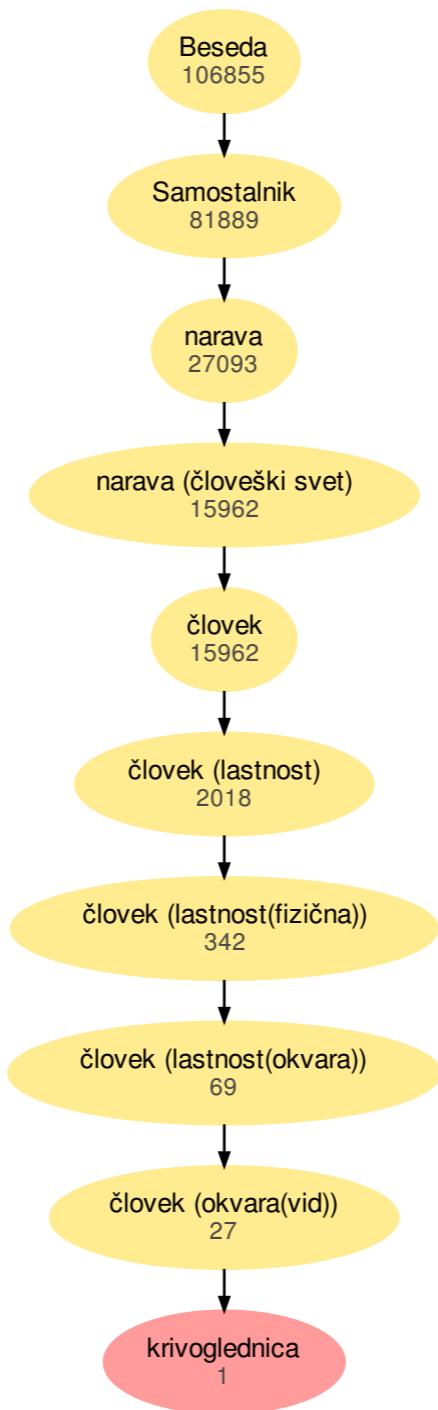 Beseda
106855
Samostalnik
81889
narava
27093
narava (človeški svet)
15962
človek
15962
človek (lastnost)
2018
človek (lastnost(fizična))
342
človek (lastnost(okvara))
69
človek (okvara(vid))
27
krivoglednica
1